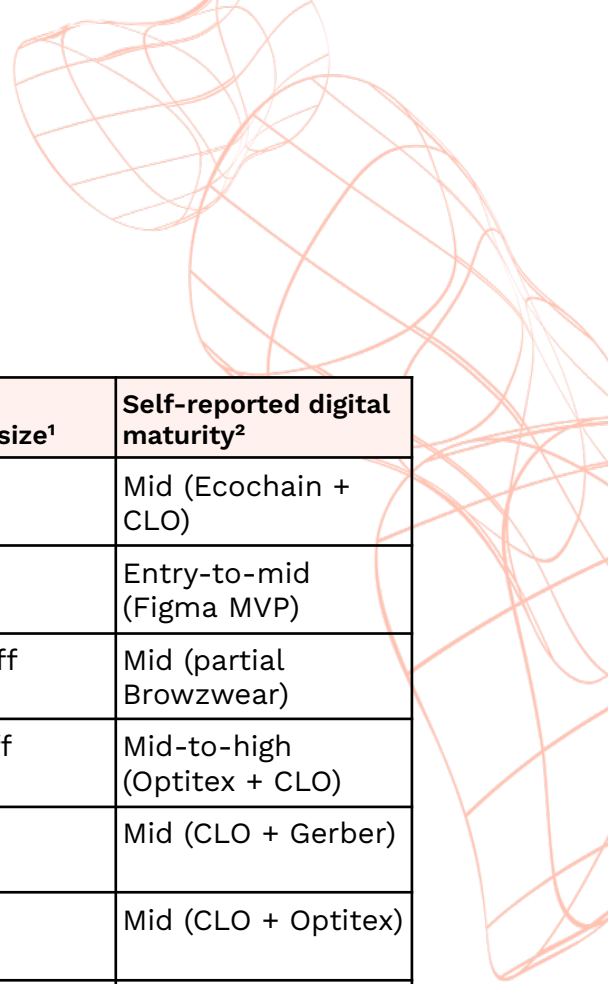 Self-reported digital
size¹ maturity²
Mid (Ecochain +
CLO)
Entry-to-mid
(Figma MVP)
Mid (partial
Browzwear)
Mid-to-high
(Optitex + CLO)
Mid (CLO + Gerber)
Mid (CLO + Optitex)